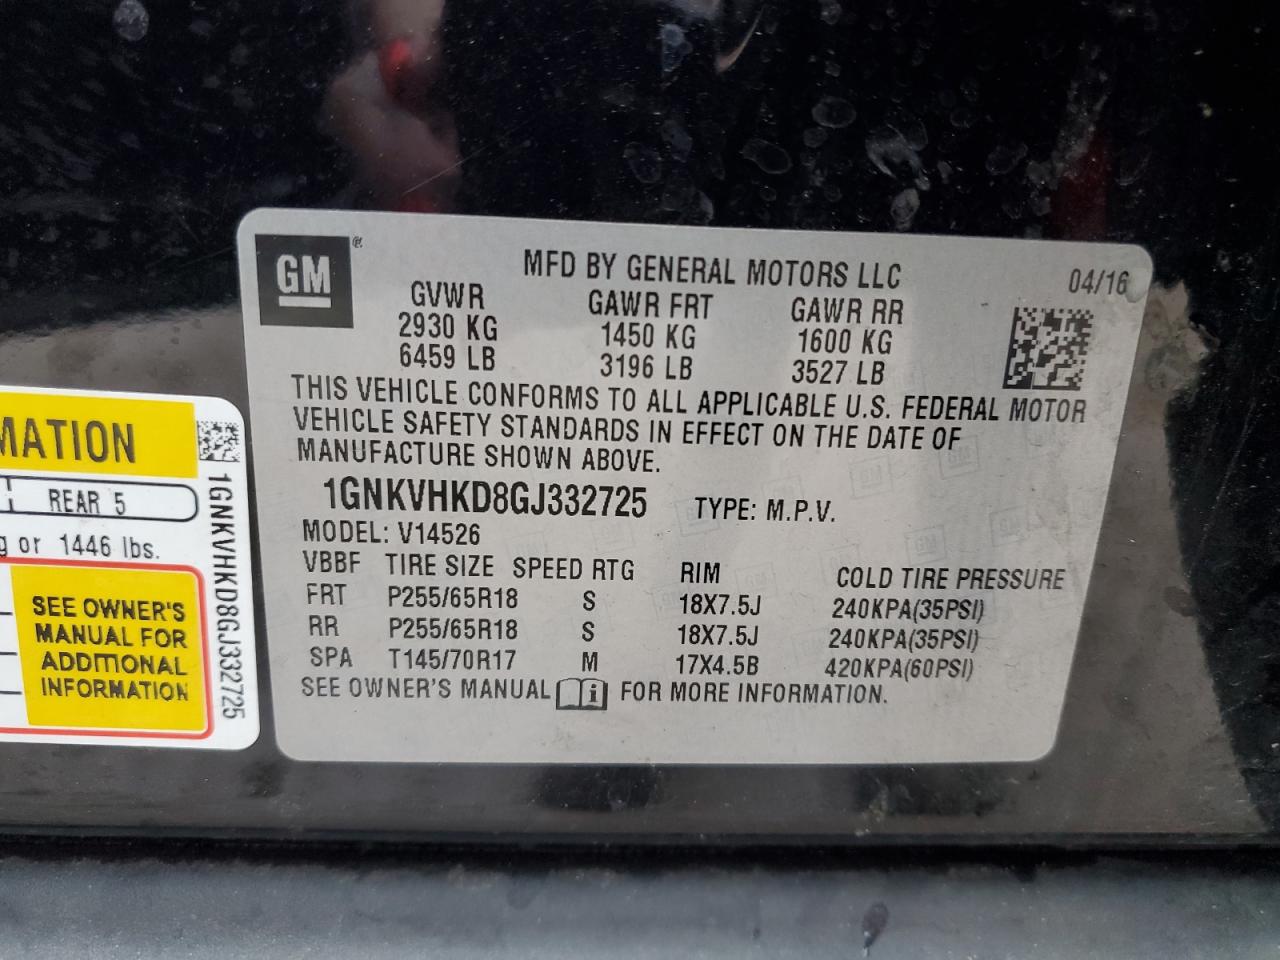 GM®
MFD BY GENERAL MOTORS LLC
04/16
GVWR GAWR FRT GAWR RR
2930 KG 1450 KG 1600 KG
6459 LB 3196 LB 3527 LB
THIS VEHICLE CONFORMS TO ALL APPLICABLE U.S. FEDERAL MOTOR
VEHICLE SAFETY STANDARDS IN EFFECT ON THE DATE OF
MANUFACTURE SHOWN ABOVE.
1GNKVHKD8GJ332725 TYPE: M.P.V.
MODEL: V14526
VBBF TIRE SIZE SPEED RTG RIM COLD TIRE PRESSURE
FRT P255/65R18 S 18X7.5J 240KPA(35PSI)
RR P255/65R18 S 18X7.5J 240KPA(35PSI)
SPA T145/70R17 M 17X4.5B 420KPA(60PSI)
SEE OWNER'S MANUAL i FOR MORE INFORMATION.
MATION
REAR 5
g or 1446 lbs.
SEE OWNER'S
MANUAL FOR
ADDITIONAL
INFORMATION
1GNKVHKD8GJ332725